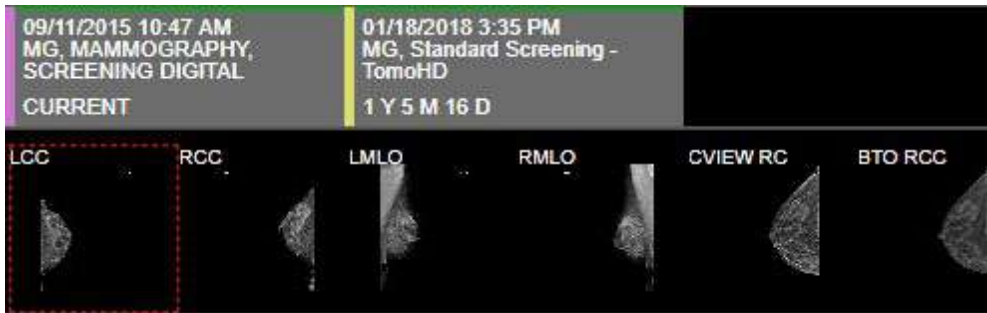 09/11/2015 10:47 AM
MG, MAMMOGRAPHY,
SCREENING DIGITAL
CURRENT
01/18/2018 3:35 PM
MG, Standard Screening -
TomoHD
1 Y 5 M 16 D
LCC
RCC
LMLO
RMLO
CVIEW RC
BTO RCC